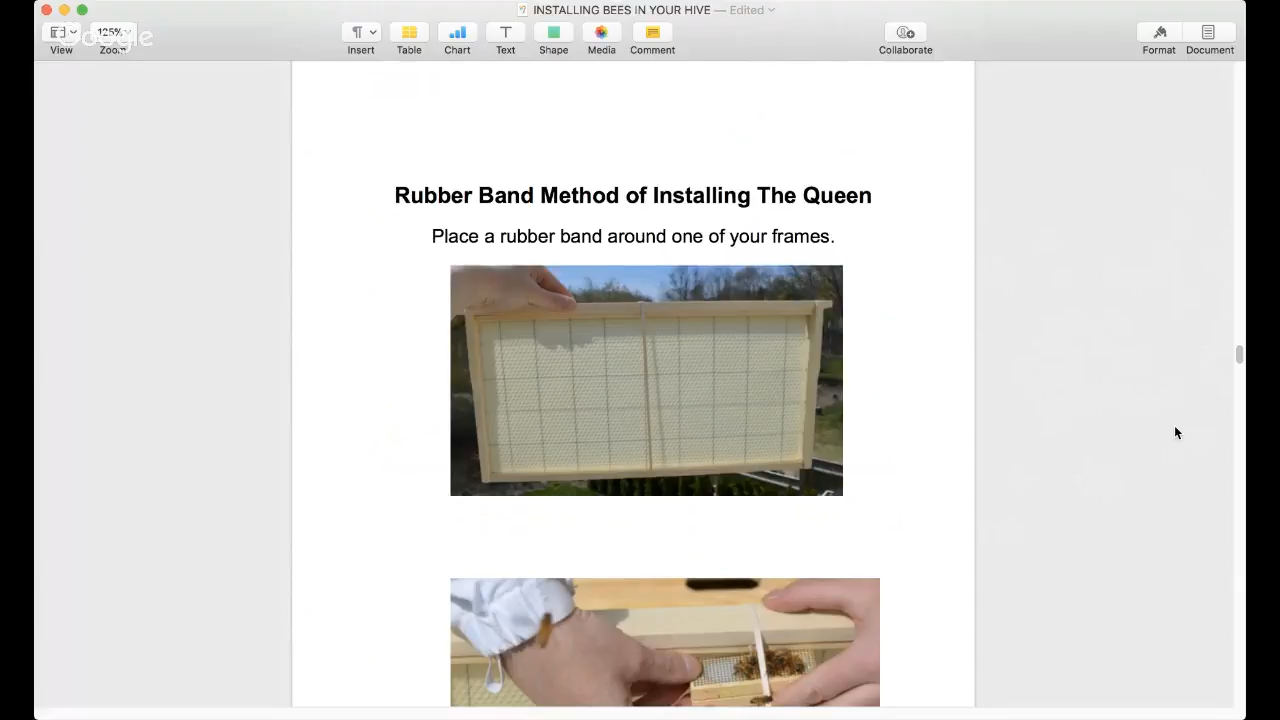 INSTALLING BEES IN YOUR HIVE — Edited
125%
Google
View
Zoom
Insert
Table
Chart
Text
Shape
Media
Comment
Collaborate
Format
Document
Rubber Band Method of Installing The Queen
Place a rubber band around one of your frames.